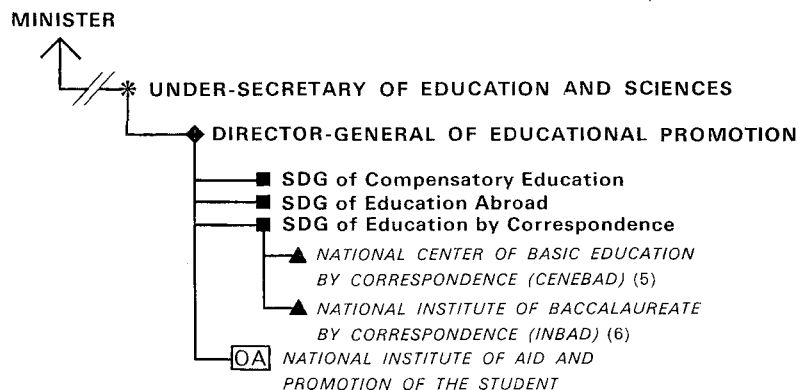 MINISTER
UNDER-SECRETARY OF EDUCATION AND SCIENCES
DIRECTOR-GENERAL OF EDUCATIONAL PROMOTION
SDG of Compensatory Education
SDG of Education Abroad
SDG of Education by Correspondence
NATIONAL CENTER OF BASIC EDUCATION
BY CORRESPONDENCE (CENEBAD) (5)
NATIONAL INSTITUTE OF BACCALAUREATE
BY CORRESPONDENCE (INBAD) (6)
OA NATIONAL INSTITUTE OF AID AND
PROMOTION OF THE STUDENT